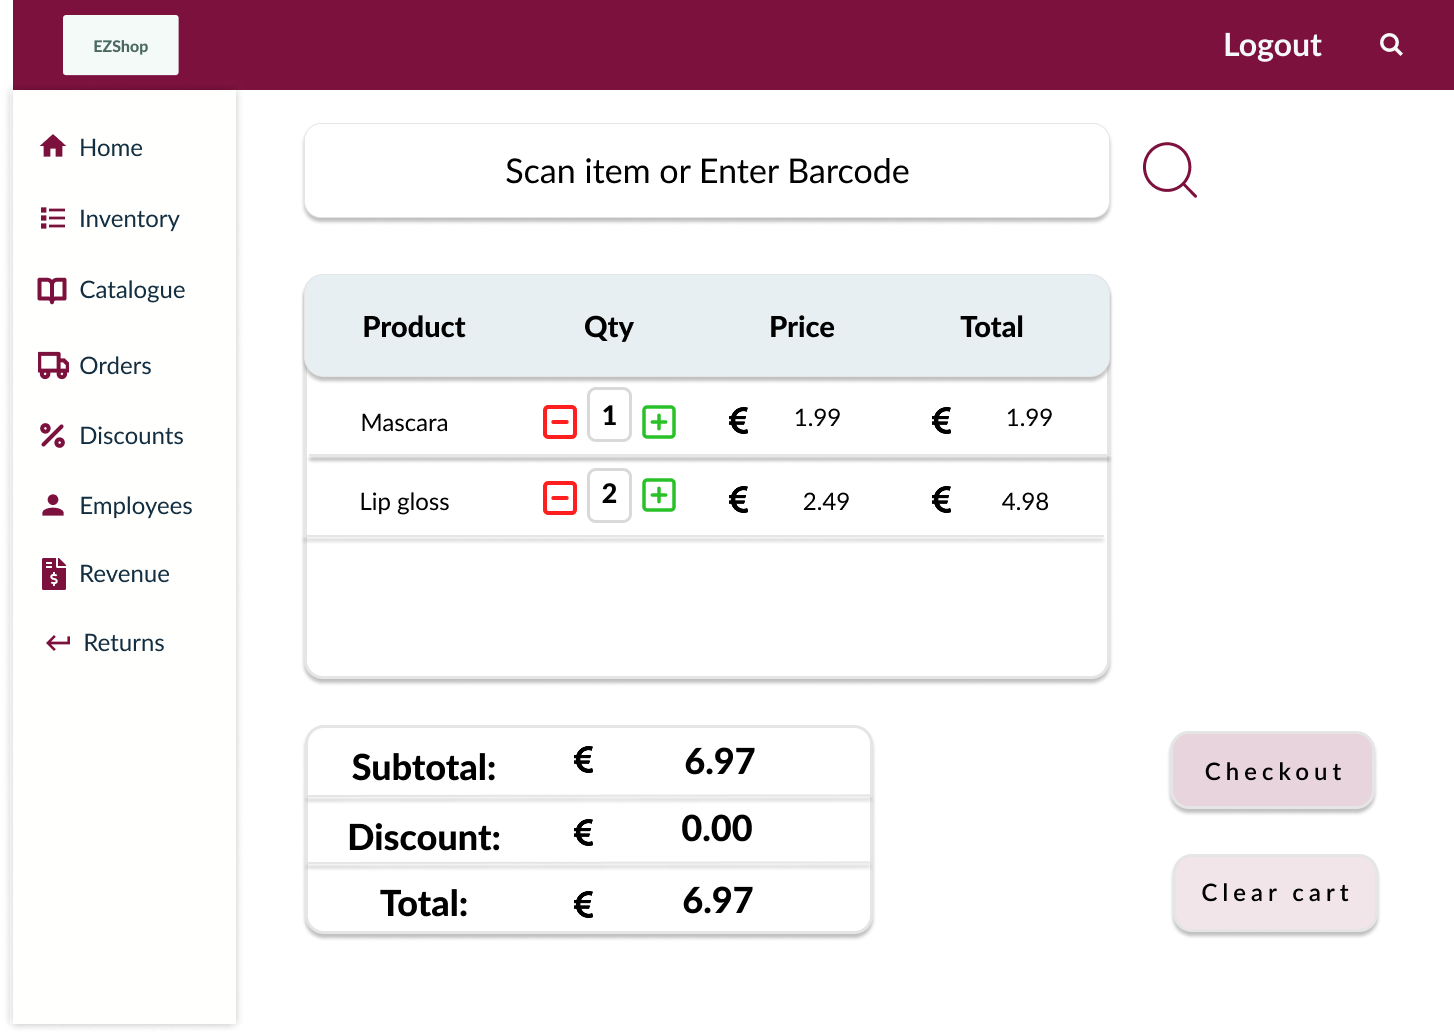 EZShop
Logout
Home
Inventory
Catalogue
Orders
Discounts
Employees
Revenue
Returns
Scan item or Enter Barcode
Product Qty Price Total
Mascara 1 € 1.99 € 1.99
Lip gloss 2 € 2.49 € 4.98
Subtotal: € 6.97
Discount: € 0.00
Total: € 6.97
Checkout
Clear cart